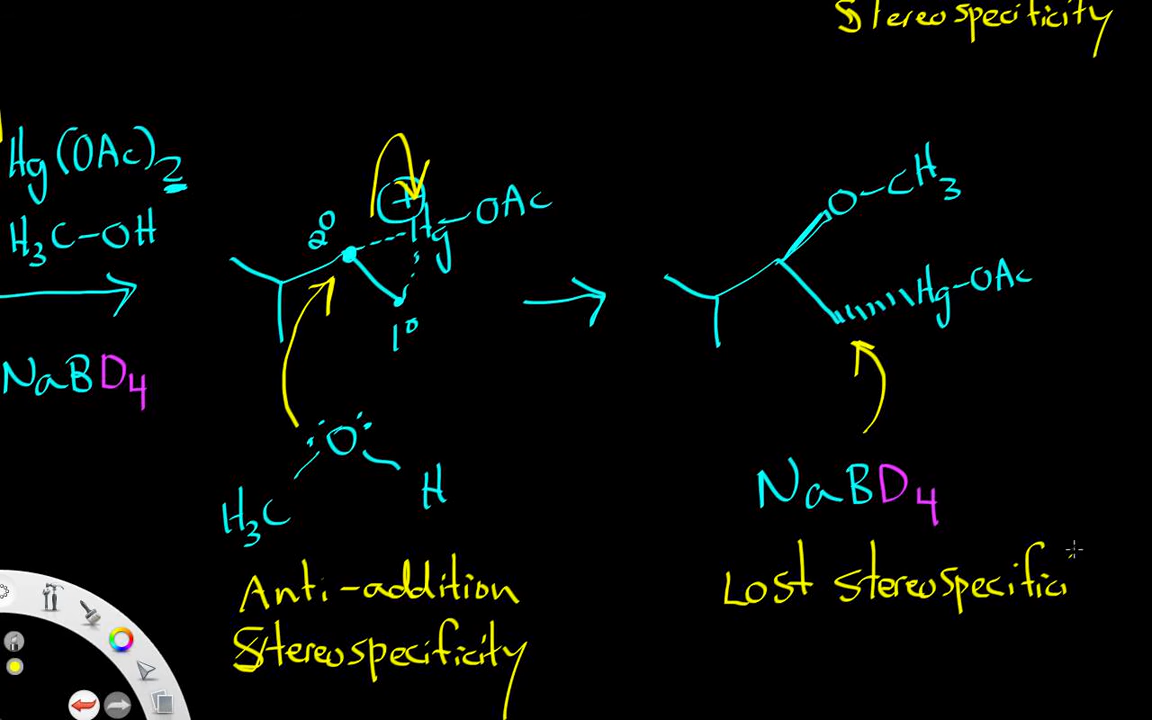 Stereospecificity
Hg(OAc)2
H3C-OH
NaBD4
2°
+
Hg-OAc
1°
:O:
H3C
H
Anti-addition
Stereospecificity
O-CH3
Hg-OAc
NaBD4
Lost stereospecifici